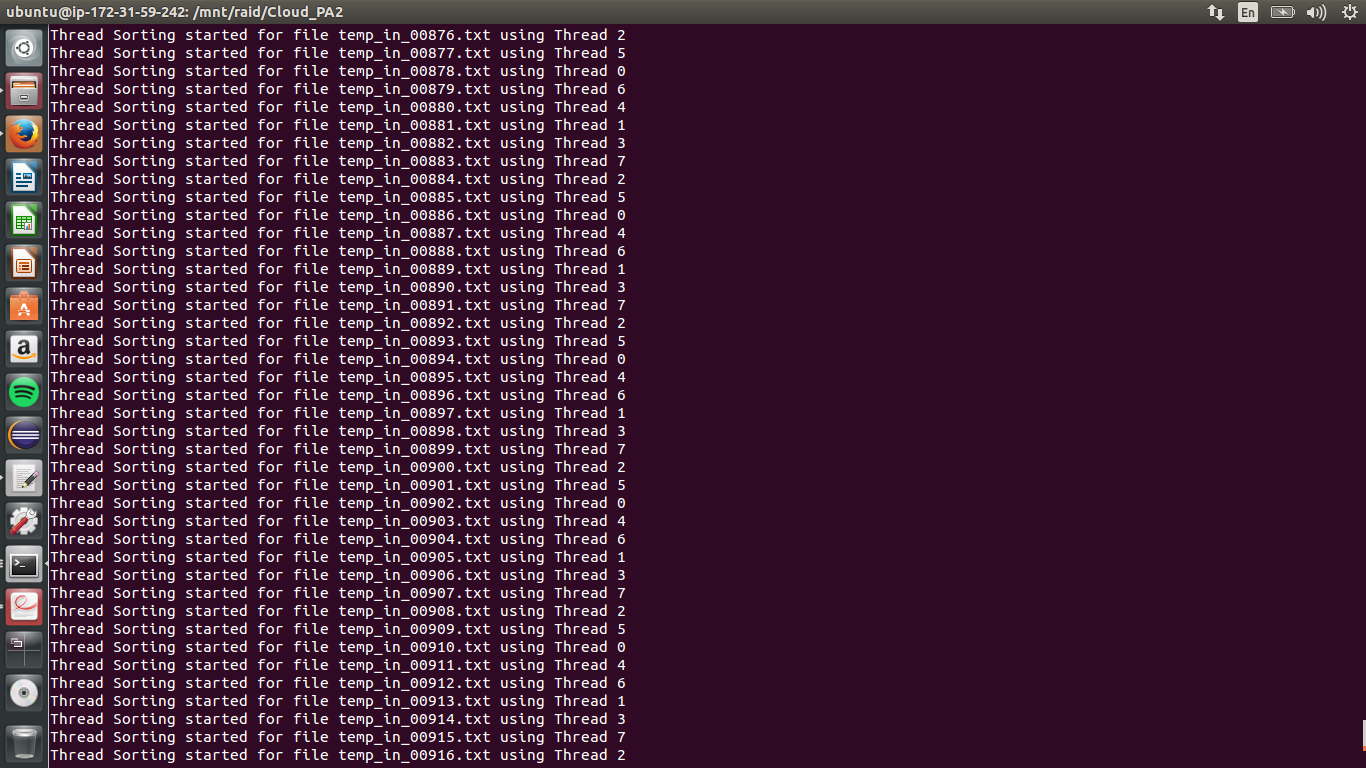 ubuntu@ip-172-31-59-242: /mnt/raid/Cloud_PA2
En
Thread Sorting started for file temp_in_00876.txt using Thread 2
Thread Sorting started for file temp_in_00877.txt using Thread 5
Thread Sorting started for file temp_in_00878.txt using Thread 0
Thread Sorting started for file temp_in_00879.txt using Thread 6
Thread Sorting started for file temp_in_00880.txt using Thread 4
Thread Sorting started for file temp_in_00881.txt using Thread 1
Thread Sorting started for file temp_in_00882.txt using Thread 3
Thread Sorting started for file temp_in_00883.txt using Thread 7
Thread Sorting started for file temp_in_00884.txt using Thread 2
Thread Sorting started for file temp_in_00885.txt using Thread 5
Thread Sorting started for file temp_in_00886.txt using Thread 0
Thread Sorting started for file temp_in_00887.txt using Thread 4
Thread Sorting started for file temp_in_00888.txt using Thread 6
Thread Sorting started for file temp_in_00889.txt using Thread 1
Thread Sorting started for file temp_in_00890.txt using Thread 3
Thread Sorting started for file temp_in_00891.txt using Thread 7
Thread Sorting started for file temp_in_00892.txt using Thread 2
Thread Sorting started for file temp_in_00893.txt using Thread 5
Thread Sorting started for file temp_in_00894.txt using Thread 0
Thread Sorting started for file temp_in_00895.txt using Thread 4
Thread Sorting started for file temp_in_00896.txt using Thread 6
Thread Sorting started for file temp_in_00897.txt using Thread 1
Thread Sorting started for file temp_in_00898.txt using Thread 3
Thread Sorting started for file temp_in_00899.txt using Thread 7
Thread Sorting started for file temp_in_00900.txt using Thread 2
Thread Sorting started for file temp_in_00901.txt using Thread 5
Thread Sorting started for file temp_in_00902.txt using Thread 0
Thread Sorting started for file temp_in_00903.txt using Thread 4
Thread Sorting started for file temp_in_00904.txt using Thread 6
Thread Sorting started for file temp_in_00905.txt using Thread 1
Thread Sorting started for file temp_in_00906.txt using Thread 3
Thread Sorting started for file temp_in_00907.txt using Thread 7
Thread Sorting started for file temp_in_00908.txt using Thread 2
Thread Sorting started for file temp_in_00909.txt using Thread 5
Thread Sorting started for file temp_in_00910.txt using Thread 0
Thread Sorting started for file temp_in_00911.txt using Thread 4
Thread Sorting started for file temp_in_00912.txt using Thread 6
Thread Sorting started for file temp_in_00913.txt using Thread 1
Thread Sorting started for file temp_in_00914.txt using Thread 3
Thread Sorting started for file temp_in_00915.txt using Thread 7
Thread Sorting started for file temp_in_00916.txt using Thread 2